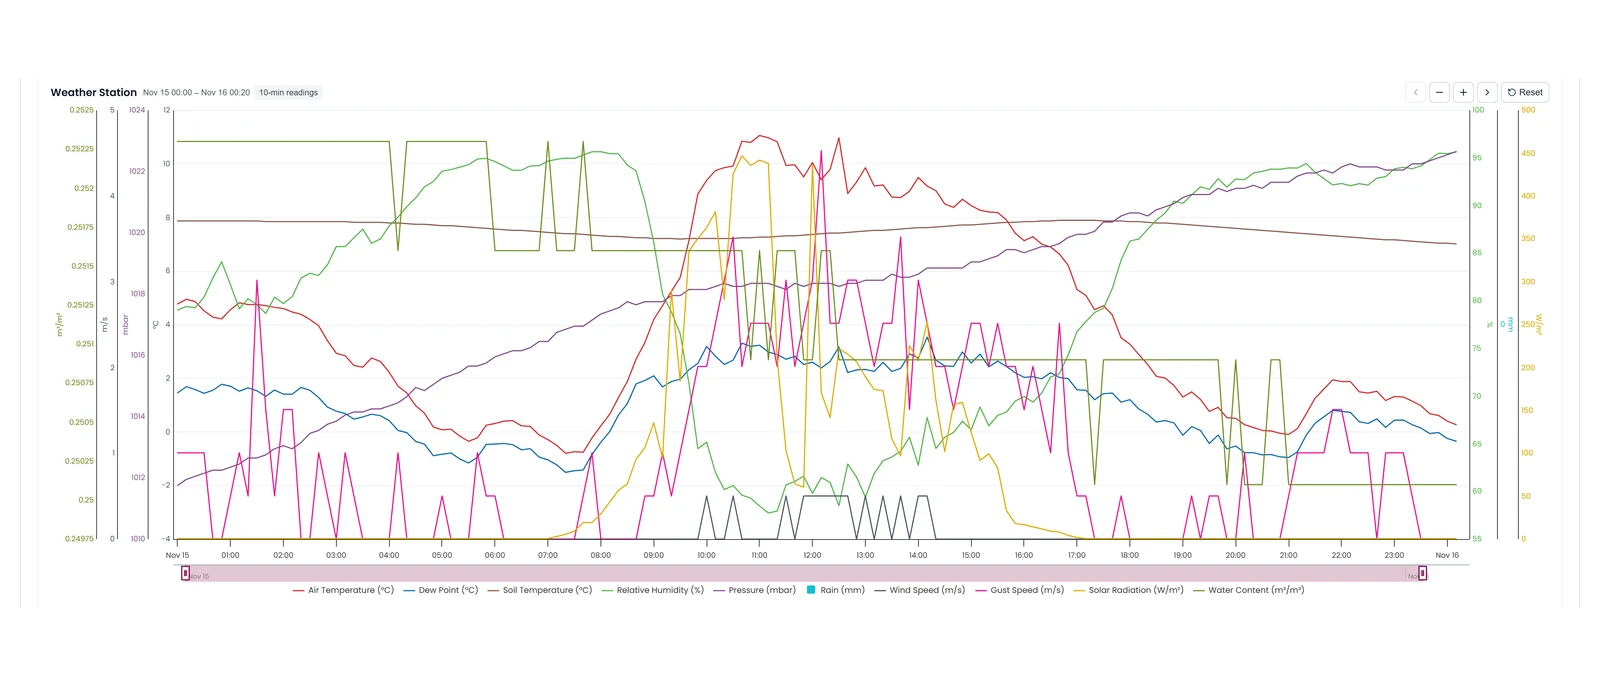 Weather Station Nov 15 00:00 – Nov 16 00:20 10-min readings
Reset
0.2525 5 1024 12 100 500
0.25225 10 1022 95 450
0.252 4 90 400
0.25175 1020 8 85 350
0.2515 3 6 80 300
0.25125 1018
m³/m³ m/s mbar °C 4 % 0 mm 250 W/m²
0.251 1016 75 200
0.25075 2 2 70 150
0.2505 1014 0 65
0.25025 1 1012 100
0.25 −2 60 50
0.24975 0 1010 −4 55 0
Nov 15 01:00 02:00 03:00 04:00 05:00 06:00 07:00 08:00 09:00 10:00 11:00 12:00 13:00 14:00 15:00 16:00 17:00 18:00 19:00 20:00 21:00 22:00 23:00 Nov 16
Air Temperature (°C) Dew Point (°C) Soil Temperature (°C) Relative Humidity (%) Pressure (mbar) Rain (mm) Wind Speed (m/s) Gust Speed (m/s) Solar Radiation (W/m²) Water Content (m³/m³)